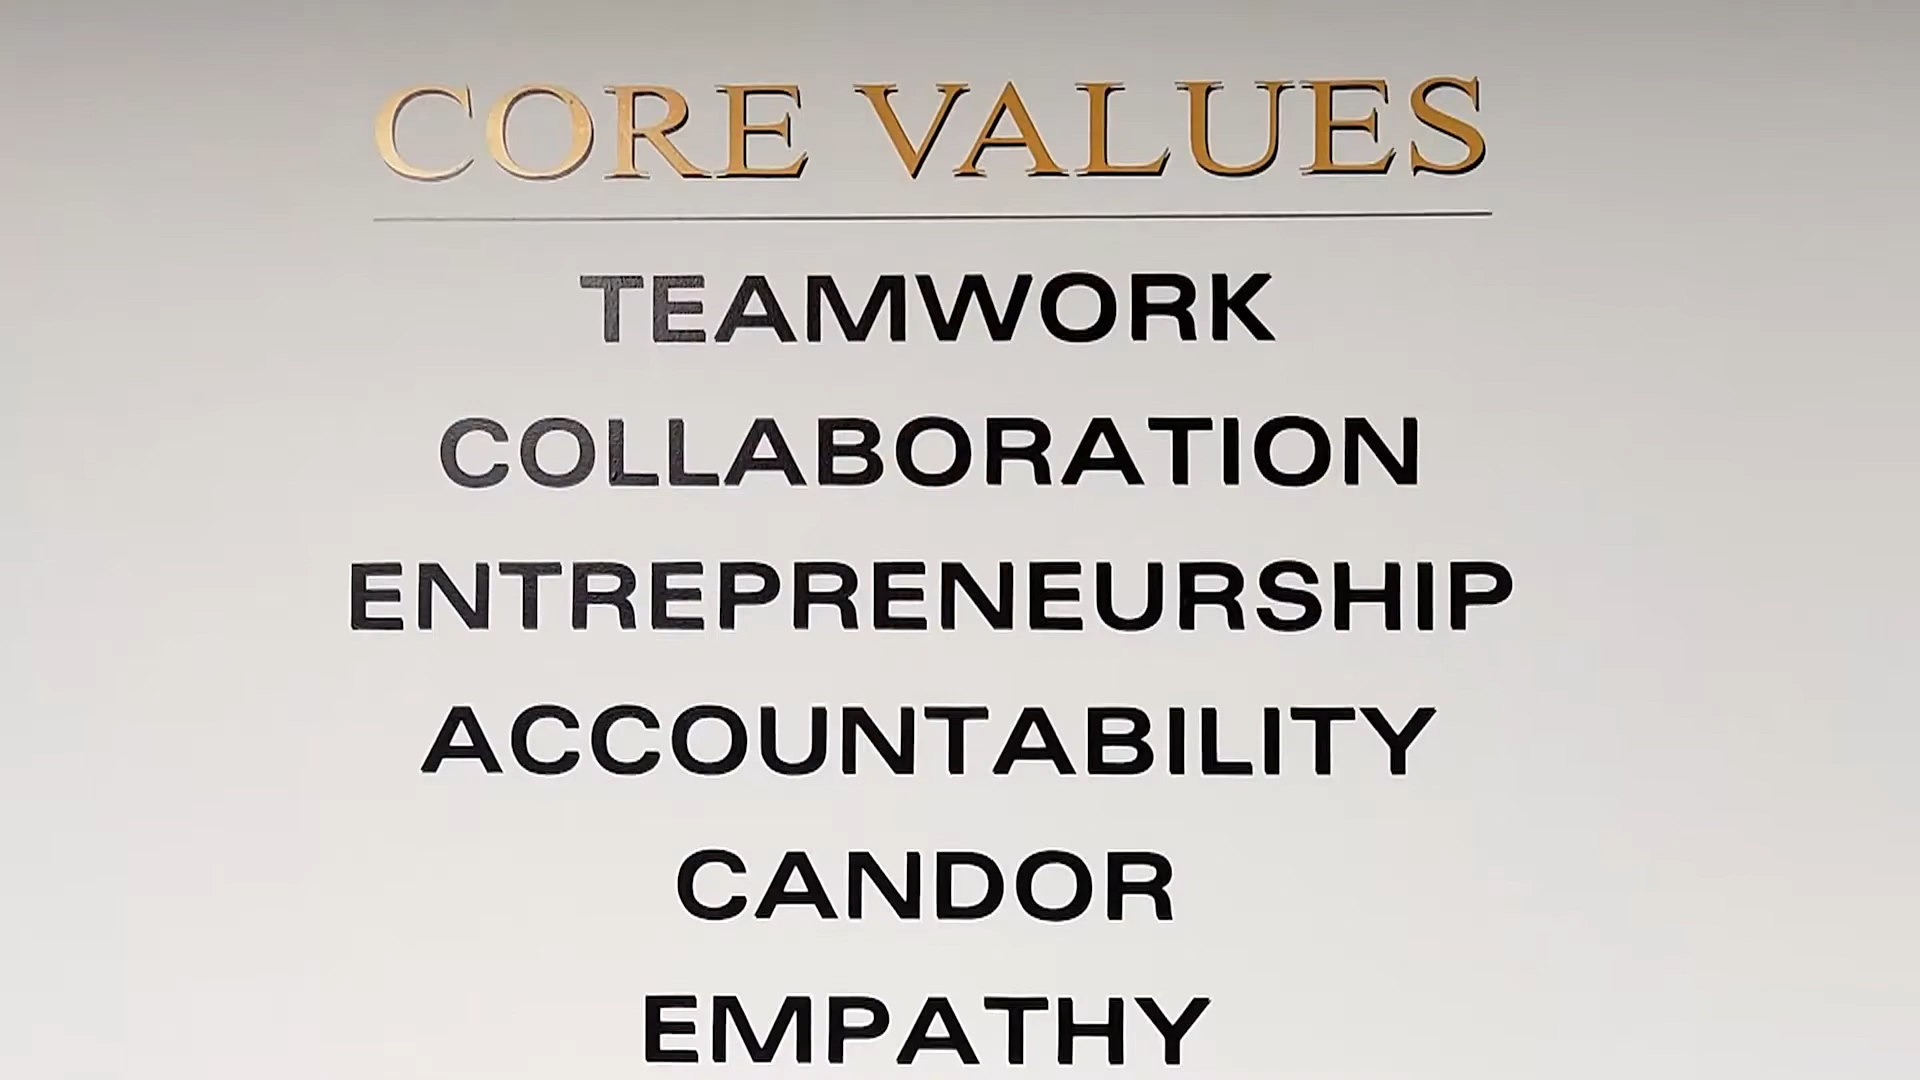 CORE VALUES
TEAMWORK
COLLABORATION
ENTREPRENEURSHIP
ACCOUNTABILITY
CANDOR
EMPATHY